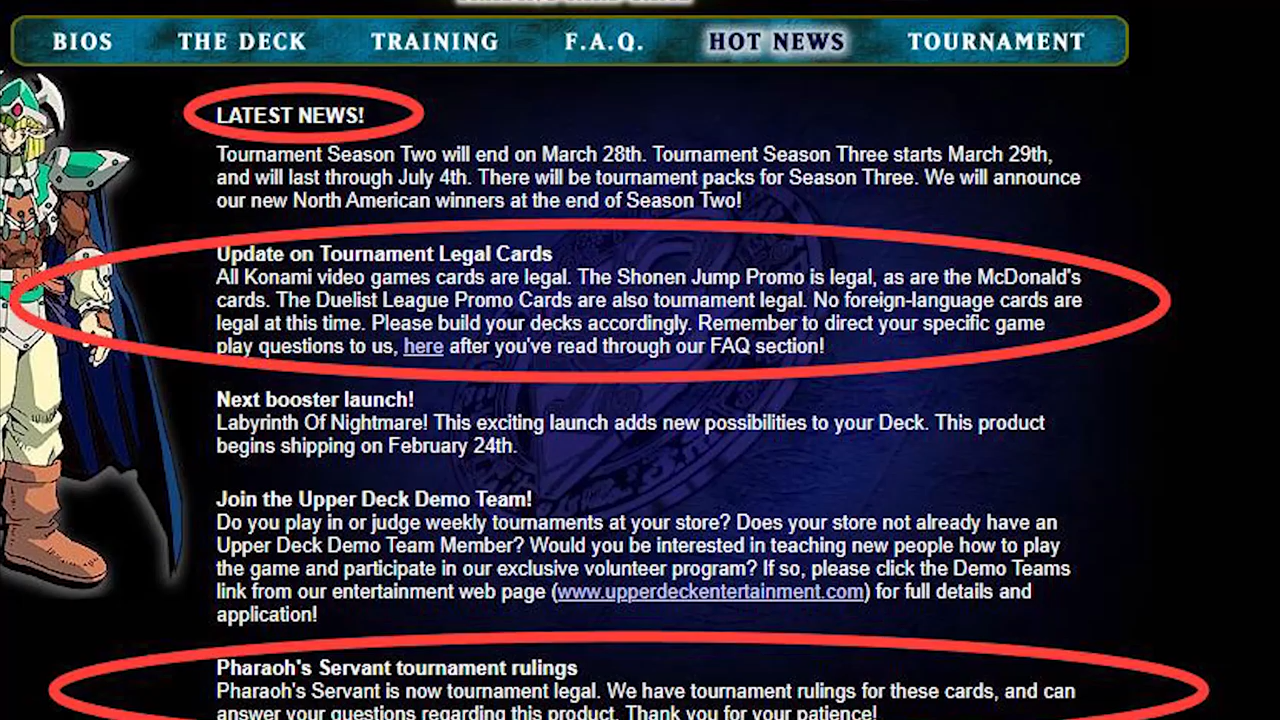 BIOS THE DECK TRAINING F.A.Q. HOT NEWS TOURNAMENT
LATEST NEWS!
Tournament Season Two will end on March 28th. Tournament Season Three starts March 29th,
and will last through July 4th. There will be tournament packs for Season Three. We will announce
our new North American winners at the end of Season Two!
Update on Tournament Legal Cards
All Konami video games cards are legal. The Shonen Jump Promo is legal, as are the McDonald's
cards. The Duelist League Promo Cards are also tournament legal. No foreign-language cards are
legal at this time. Please build your decks accordingly. Remember to direct your specific game
play questions to us, here after you've read through our FAQ section!
Next booster launch!
Labyrinth Of Nightmare! This exciting launch adds new possibilities to your Deck. This product
begins shipping on February 24th.
Join the Upper Deck Demo Team!
Do you play in or judge weekly tournaments at your store? Does your store not already have an
Upper Deck Demo Team Member? Would you be interested in teaching new people how to play
the game and participate in our exclusive volunteer program? If so, please click the Demo Teams
link from our entertainment web page (www.upperdeckentertainment.com) for full details and
application!
Pharaoh's Servant tournament rulings
Pharaoh's Servant is now tournament legal. We have tournament rulings for these cards, and can
answer your questions regarding this product. Thank you for your patience!